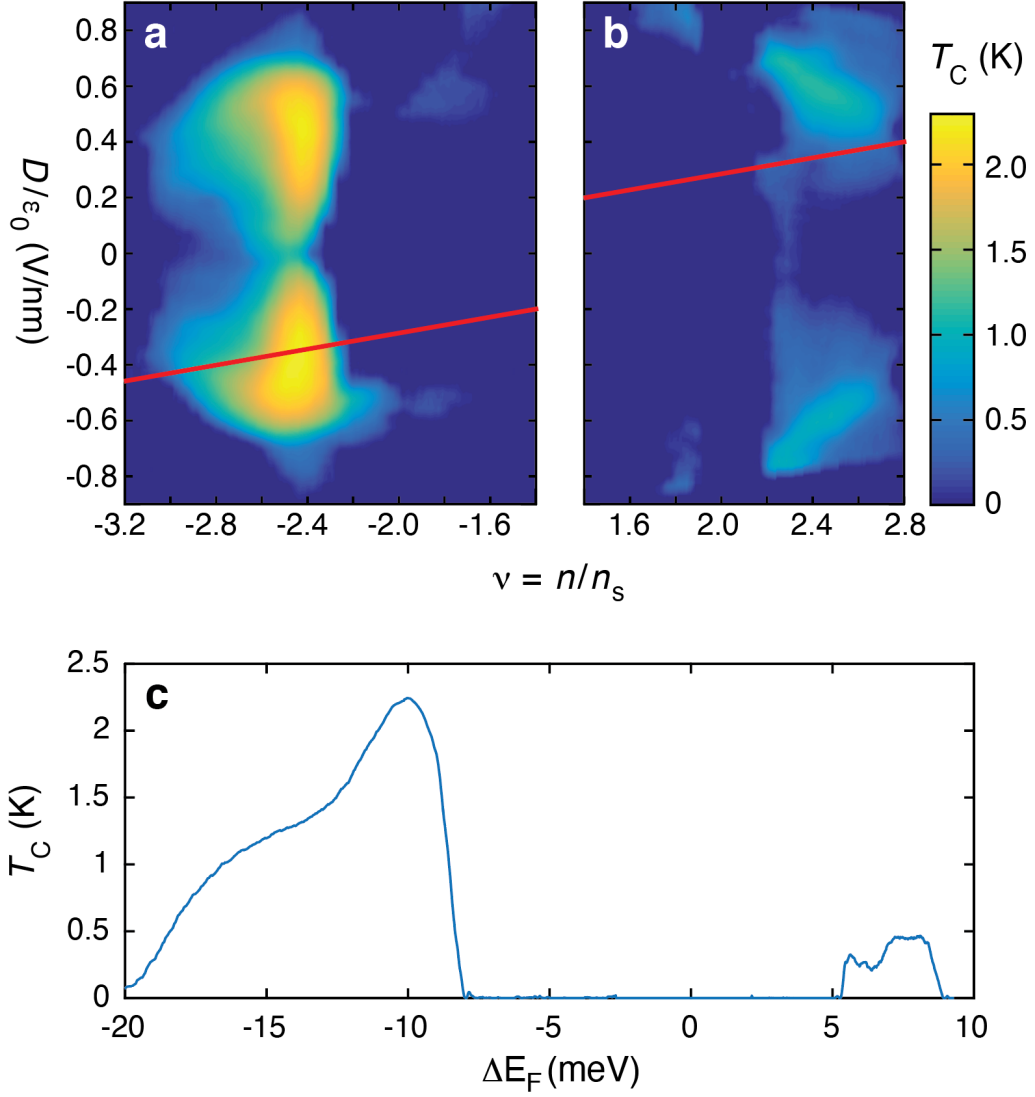 a
b
T_C (K)
0.8
0.6
0.4
0.2
0
-0.2
-0.4
-0.6
-0.8
D/ε₀ (V/nm)
2.0
1.5
1.0
0.5
0
-3.2 -2.8 -2.4 -2.0 -1.6
1.6 2.0 2.4 2.8
ν = n/n_s
c
2.5
2
1.5
1
0.5
0
T_C (K)
-20 -15 -10 -5 0 5 10
ΔE_F (meV)